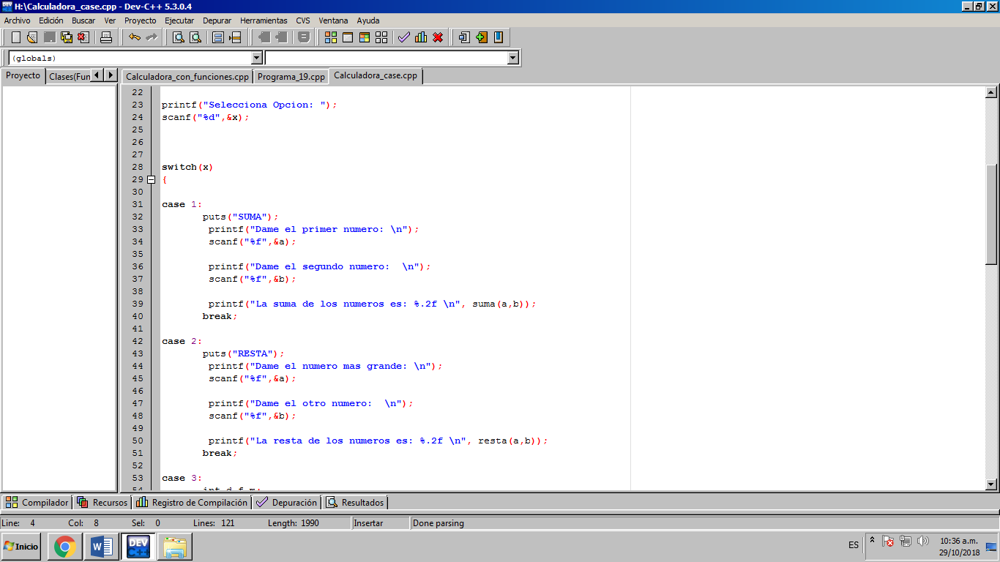 H:\Calculadora_case.cpp - Dev-C++ 5.3.0.4
Archivo Edición Buscar Ver Proyecto Ejecutar Depurar Herramientas CVS Ventana Ayuda
(globals)
Proyecto Clases(Fun Calculadora_con_funciones.cpp Programa_19.cpp Calculadora_case.cpp
22
23 printf("Selecciona Opcion: ");
24 scanf("%d",&x);
25
26
27
28 switch(x)
29 {
30
31 case 1:
32 puts("SUMA");
33 printf("Dame el primer numero: \n");
34 scanf("%f",&a);
35
36 printf("Dame el segundo numero:  \n");
37 scanf("%f",&b);
38
39 printf("La suma de los numeros es: %.2f \n", suma(a,b));
40 break;
41
42 case 2:
43 puts("RESTA");
44 printf("Dame el numero mas grande: \n");
45 scanf("%f",&a);
46
47 printf("Dame el otro numero:  \n");
48 scanf("%f",&b);
49
50 printf("La resta de los numeros es: %.2f \n", resta(a,b));
51 break;
52
53 case 3:
54 int d,f,m;
Compilador Recursos Registro de Compilación Depuración Resultados
Line: 4 Col: 8 Sel: 0 Lines: 121 Length: 1990 Insertar Done parsing
Inicio W DEV C++ ES 10:36 a.m.
29/10/2018